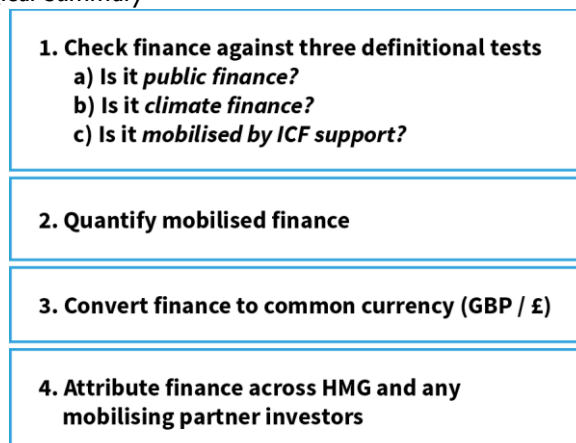 Summary
1. Check finance against three definitional tests
a) Is it public finance?
b) Is it climate finance?
c) Is it mobilised by ICF support?
2. Quantify mobilised finance
3. Convert finance to common currency (GBP / £)
4. Attribute finance across HMG and any
mobilising partner investors